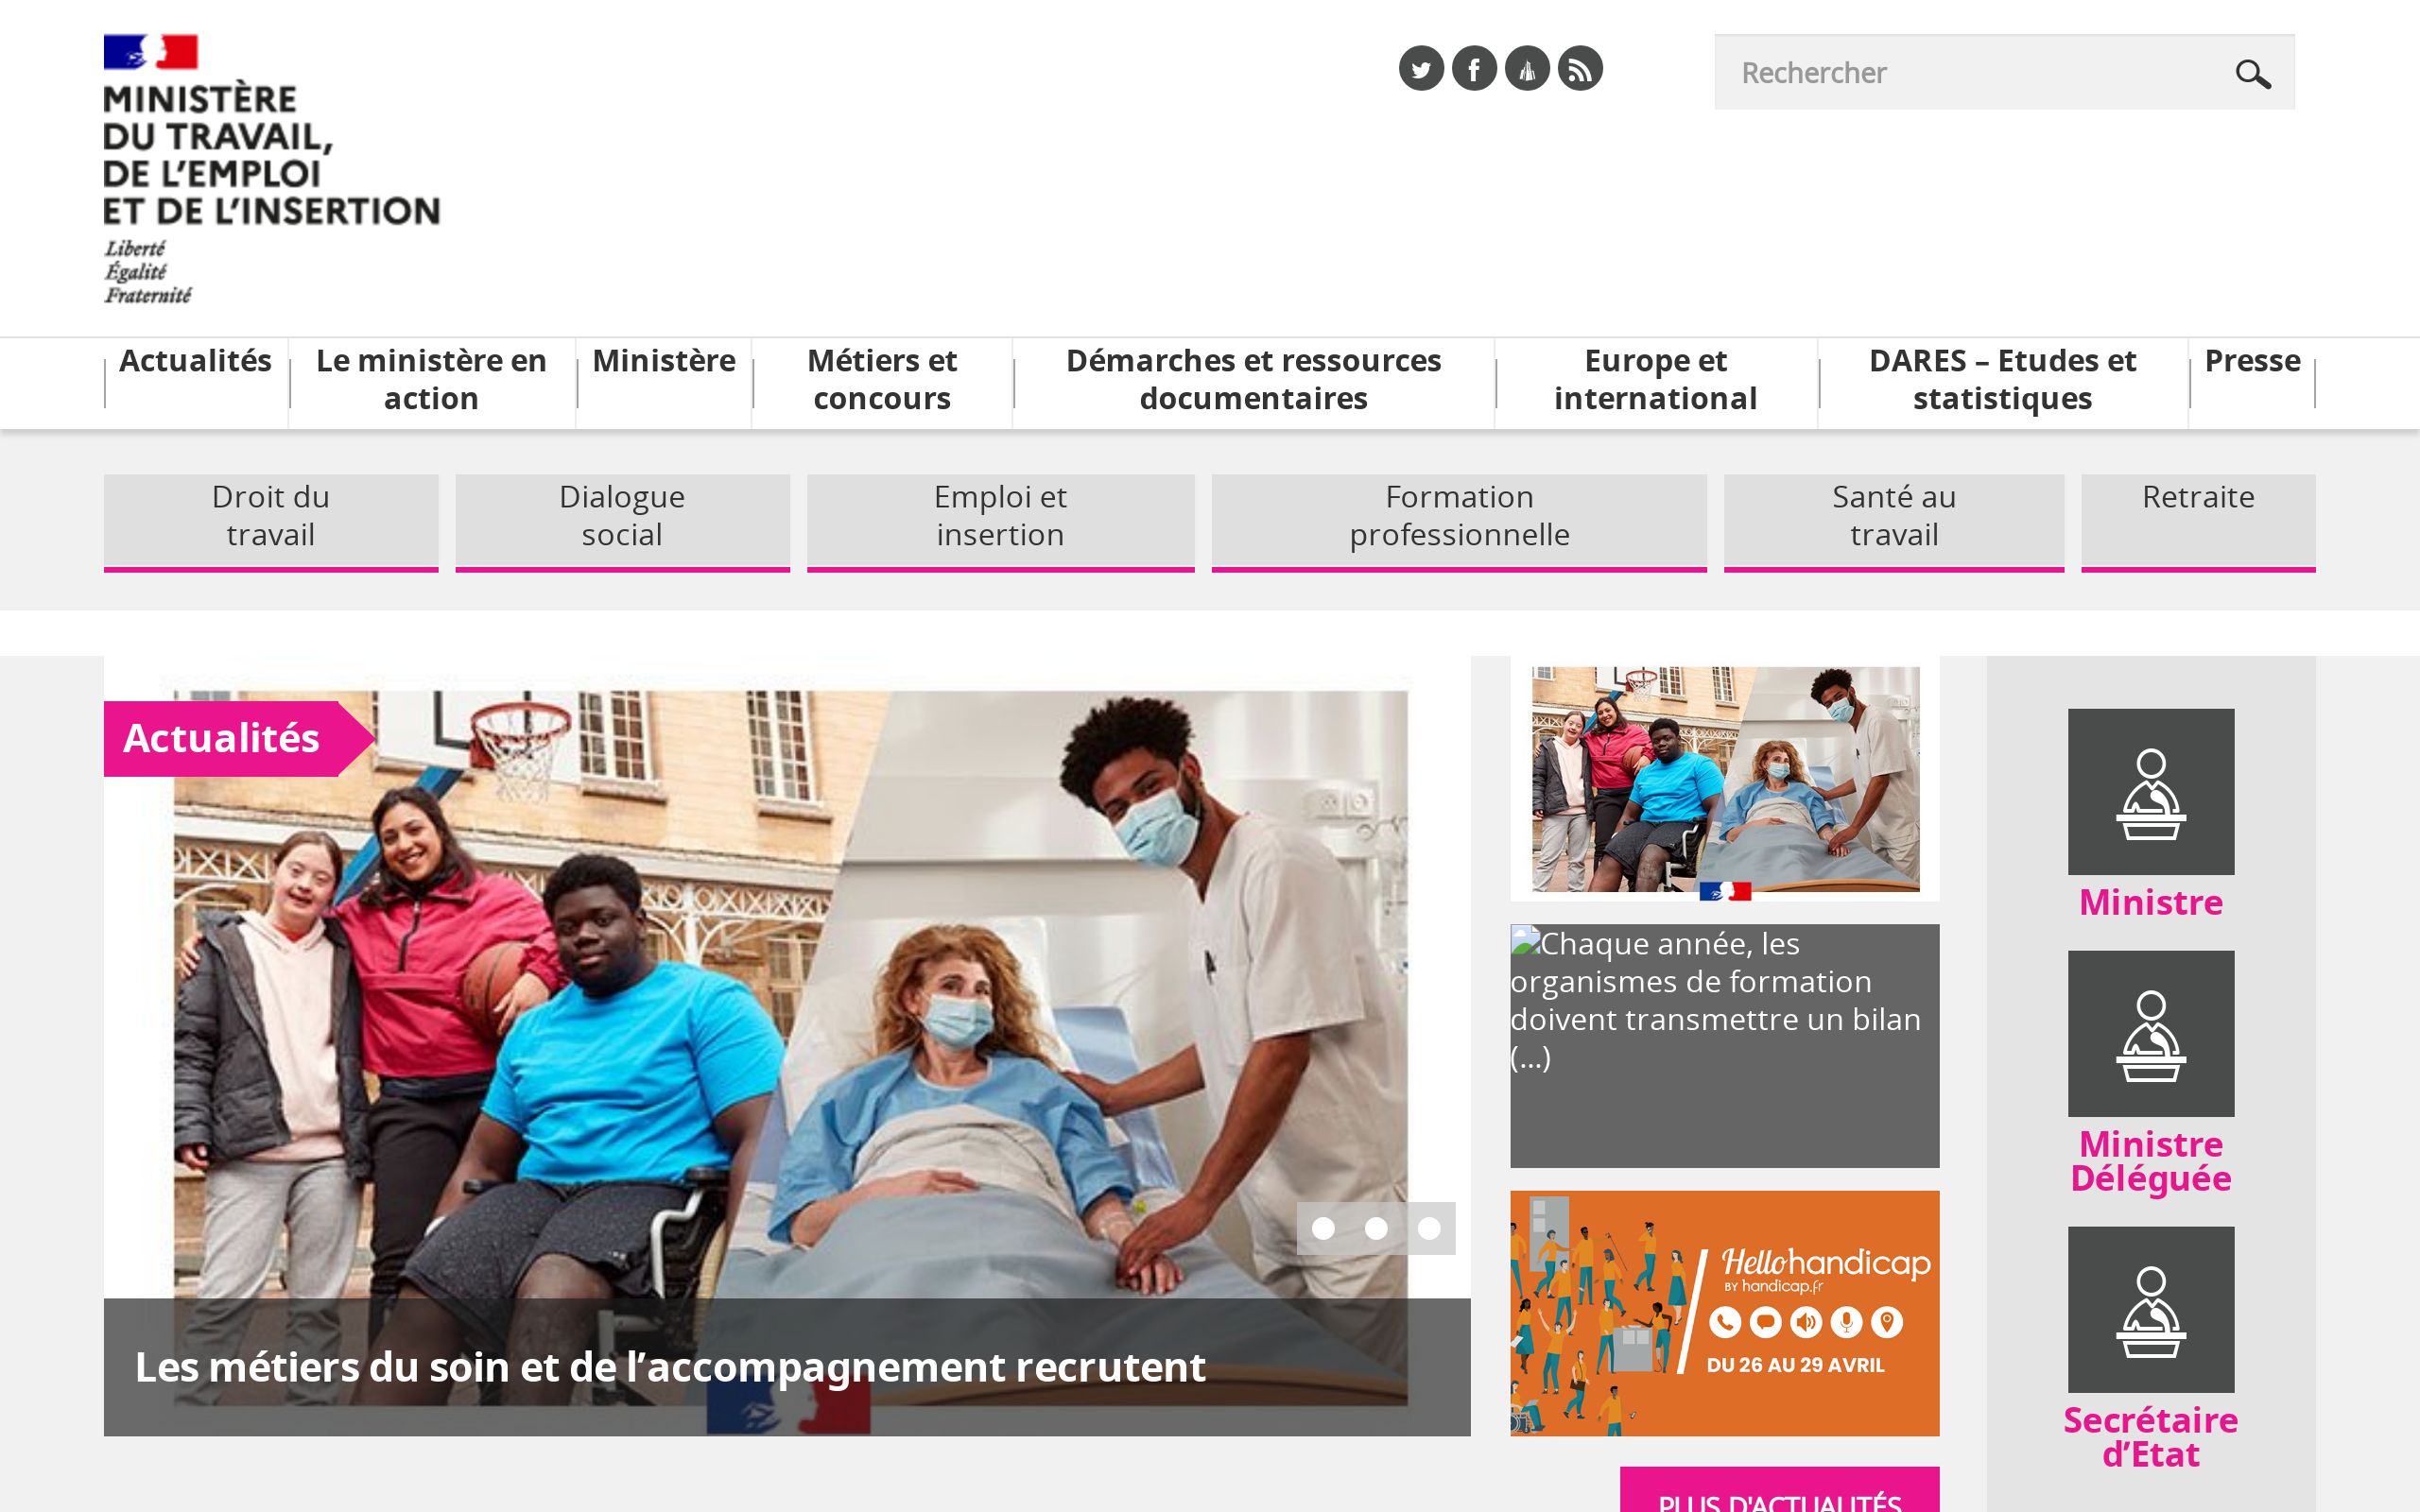 MINISTÈRE
DU TRAVAIL,
DE L'EMPLOI
ET DE L'INSERTION
Liberté
Égalité
Fraternité
Rechercher
Actualités
Le ministère en
action
Ministère
Métiers et
concours
Démarches et ressources
documentaires
Europe et
international
DARES – Etudes et
statistiques
Presse
Droit du
travail
Dialogue
social
Emploi et
insertion
Formation
professionnelle
Santé au
travail
Retraite
Actualités
Les métiers du soin et de l’accompagnement recrutent
Chaque année, les
organismes de formation
doivent transmettre un bilan
(...)
Hellohandicap
BY handicap.fr
DU 26 AU 29 AVRIL
PLUS D'ACTUALITÉS
Ministre
Ministre
Déléguée
Secrétaire
d’Etat